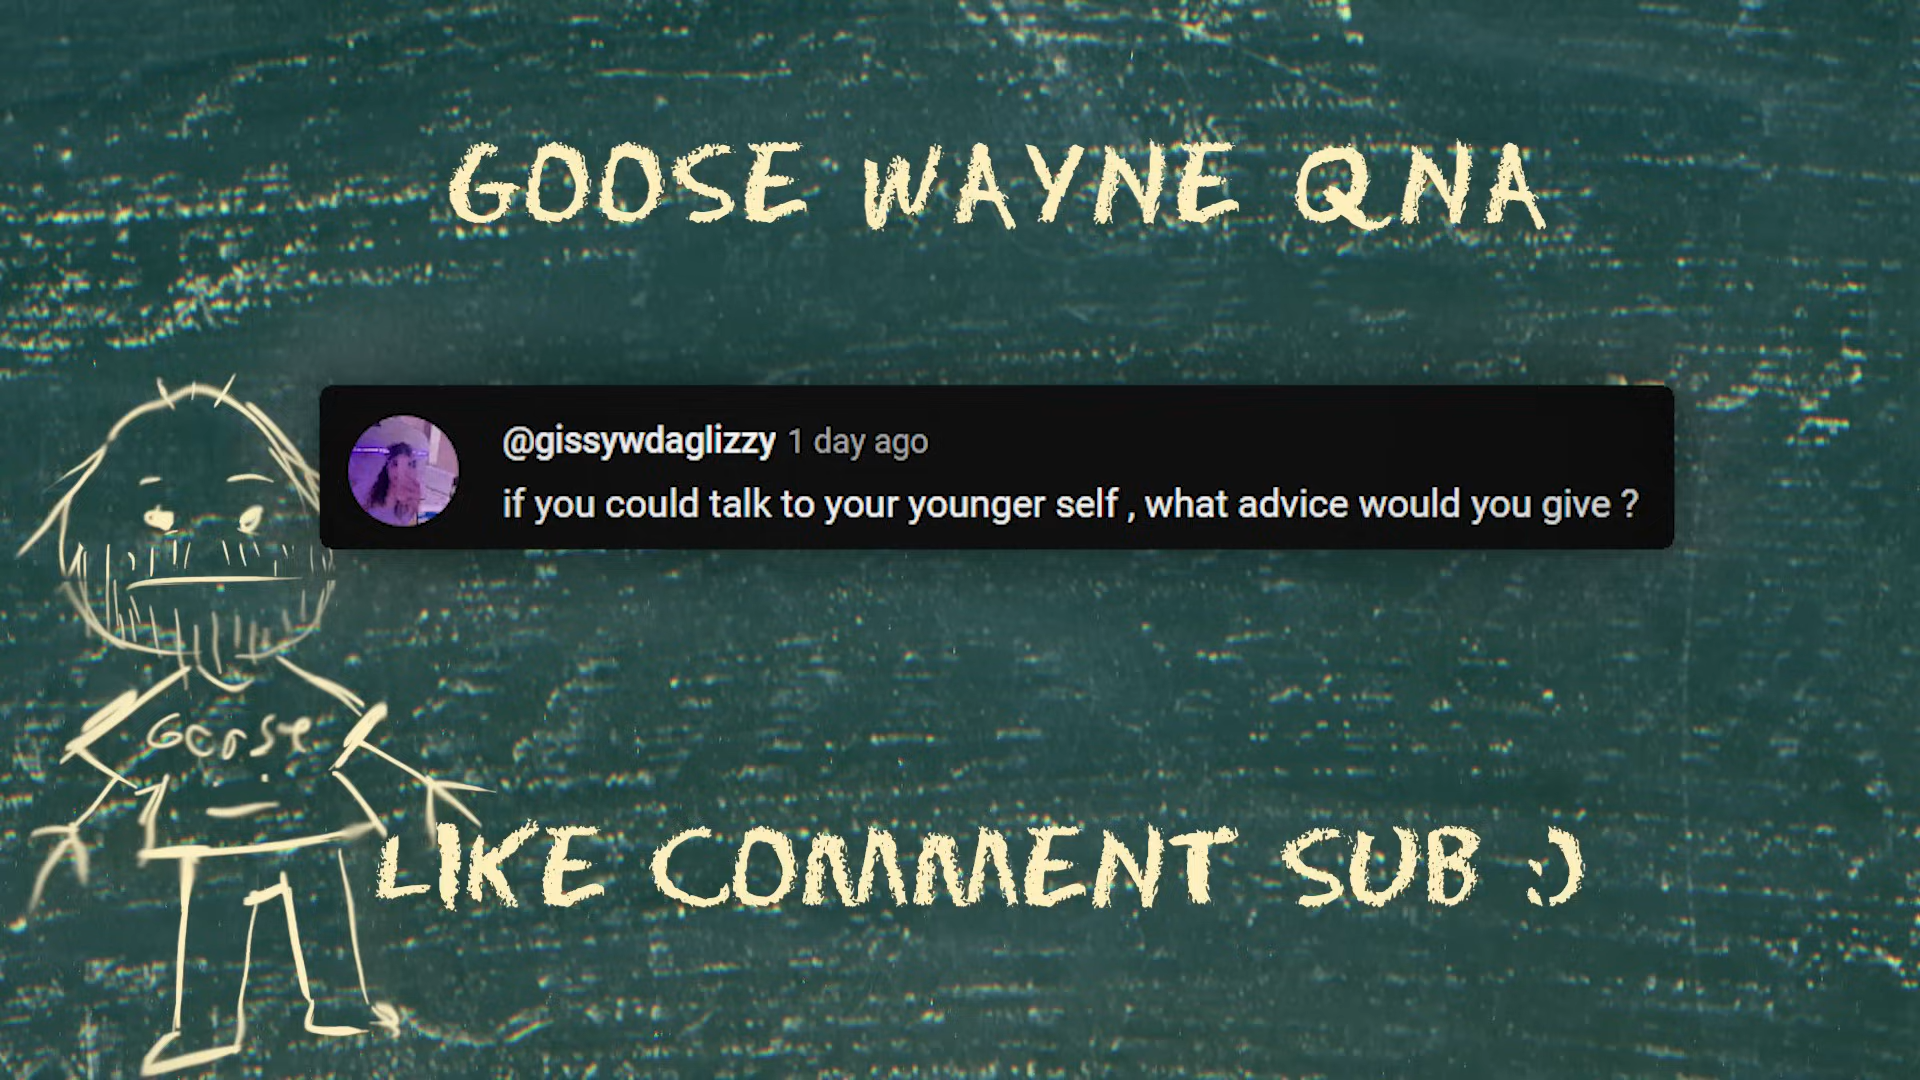 GOOSE WAYNE QNA
@gissywdaglizzy 1 day ago
if you could talk to your younger self , what advice would you give ?
Goose
LIKE COMMENT SUB :)